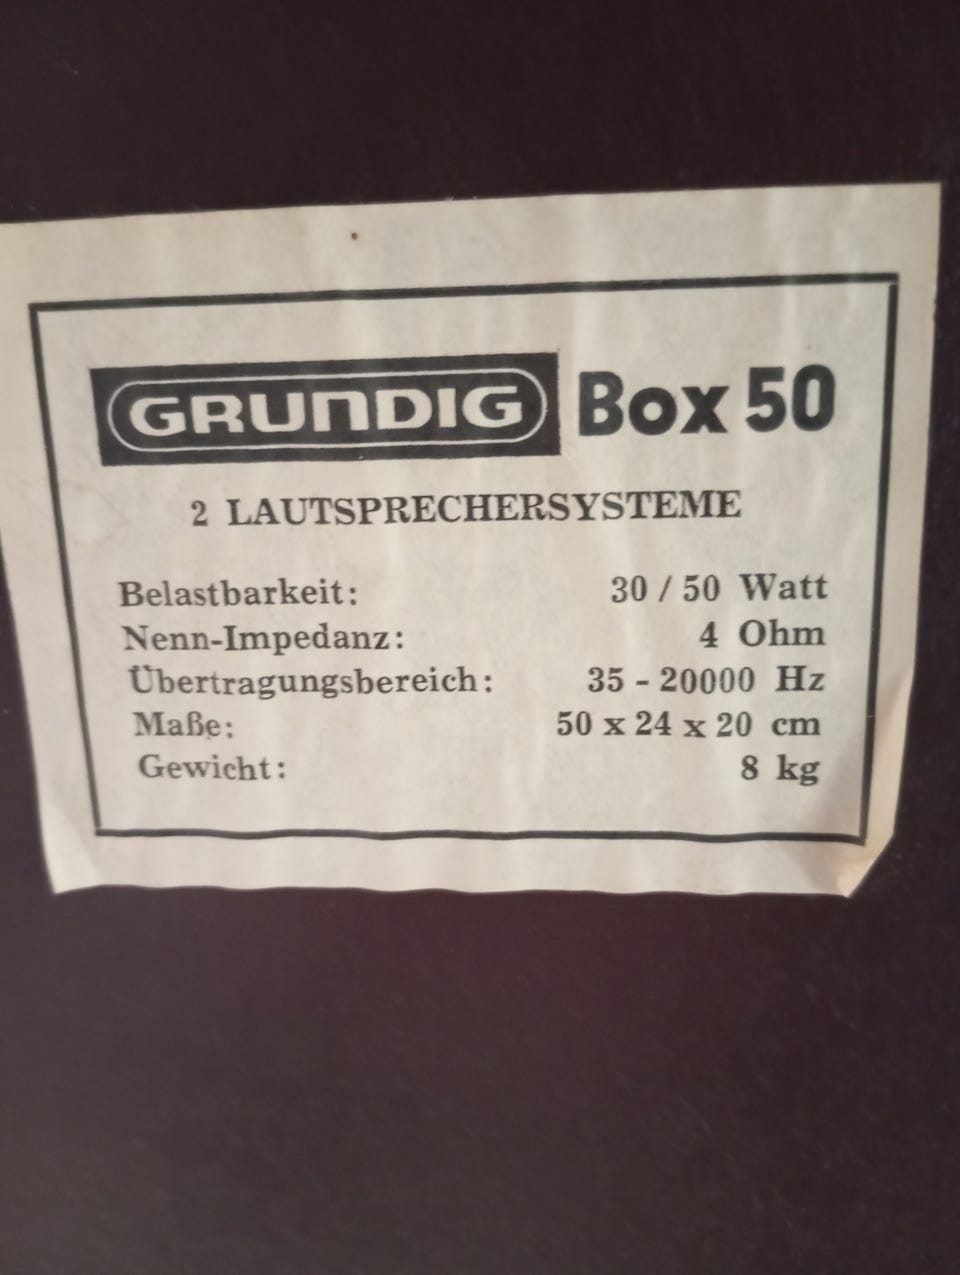 GRUNDIG Box 50
2 LAUTSPRECHERSYSTEME
Belastbarkeit: 30 / 50 Watt
Nenn-Impedanz: 4 Ohm
Übertragungsbereich: 35 - 20000 Hz
Maße: 50 x 24 x 20 cm
Gewicht: 8 kg